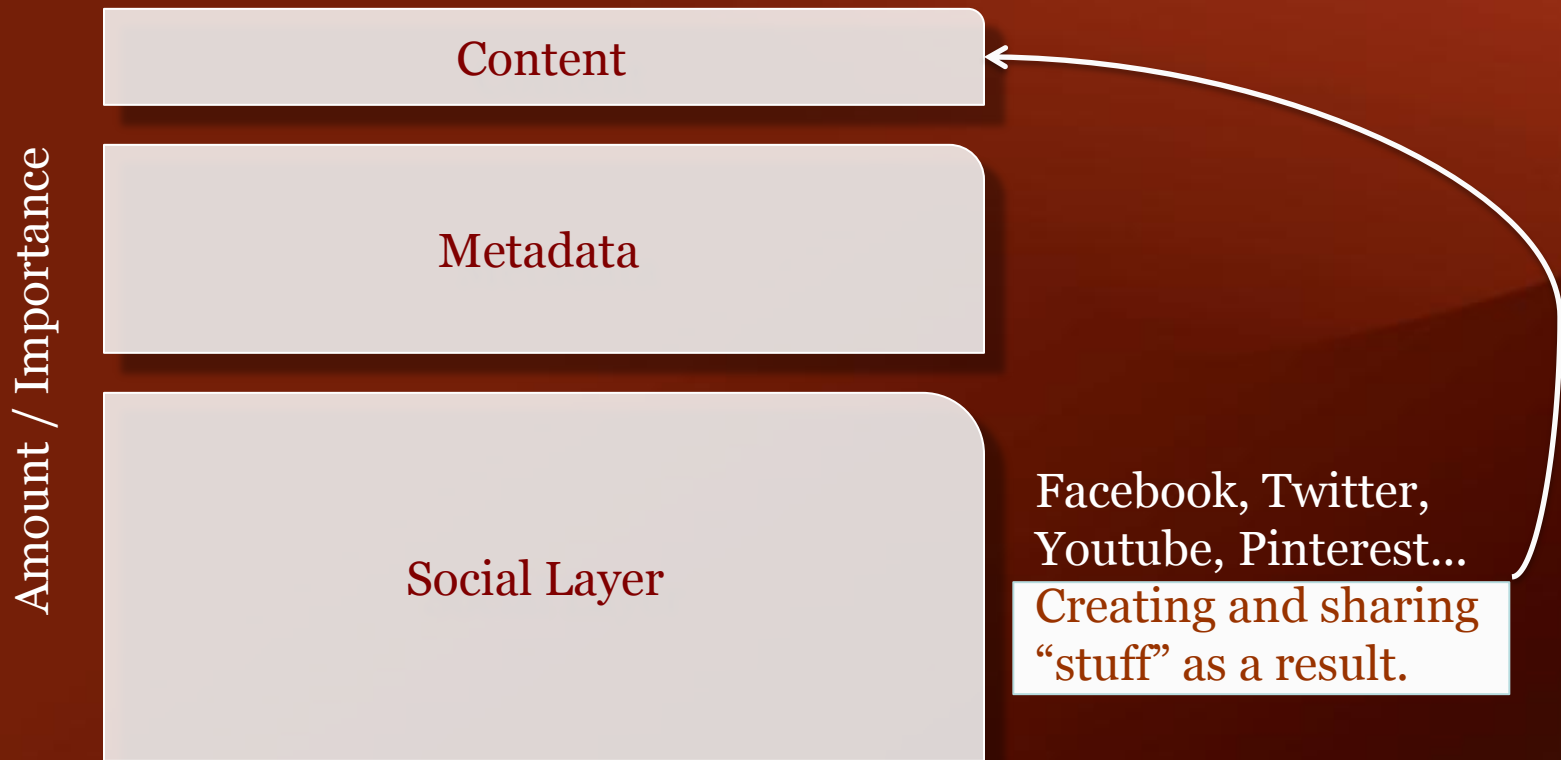 Amount / Importance
Content
Metadata
Social Layer
Facebook, Twitter,
Youtube, Pinterest...
Creating and sharing
“stuff” as a result.